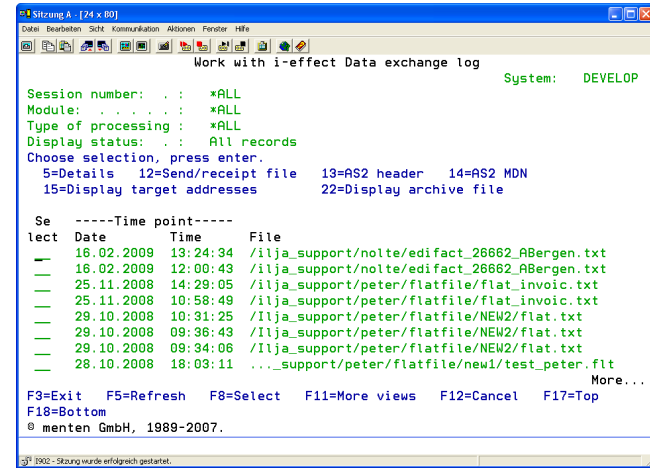 Sitzung A - [24 x 80]
Datei Bearbeiten Sicht Kommunikation Aktionen Fenster Hilfe
Work with i-effect Data exchange log
System: DEVELOP
Session number: . : *ALL
Module: . . . . . : *ALL
Type of processing : *ALL
Display status: . : All records
Choose selection, press enter.
5=Details 12=Send/receipt file 13=AS2 header 14=AS2 MDN
15=Display target addresses 22=Display archive file
Se -----Time point-----
lect Date Time File
__ 16.02.2009 13:24:34 /ilja_support/nolte/edifact_26662_ABergen.txt
__ 16.02.2009 12:00:43 /ilja_support/nolte/edifact_26662_ABergen.txt
__ 25.11.2008 14:29:05 /ilja_support/peter/flatfile/flat_invoic.txt
__ 25.11.2008 10:58:49 /ilja_support/peter/flatfile/flat_invoic.txt
__ 29.10.2008 10:31:25 /Ilja_support/peter/flatfile/NEW2/flat.txt
__ 29.10.2008 09:36:43 /Ilja_support/peter/flatfile/NEW2/flat.txt
__ 29.10.2008 09:34:06 /Ilja_support/peter/flatfile/NEW2/flat.txt
__ 28.10.2008 18:03:11 ..._support/peter/flatfile/new1/test_peter.flt
More...
F3=Exit F5=Refresh F8=Select F11=More views F12=Cancel F17=Top
F18=Bottom
© menten GmbH, 1989-2007.
I902 - Sitzung wurde erfolgreich gestartet.